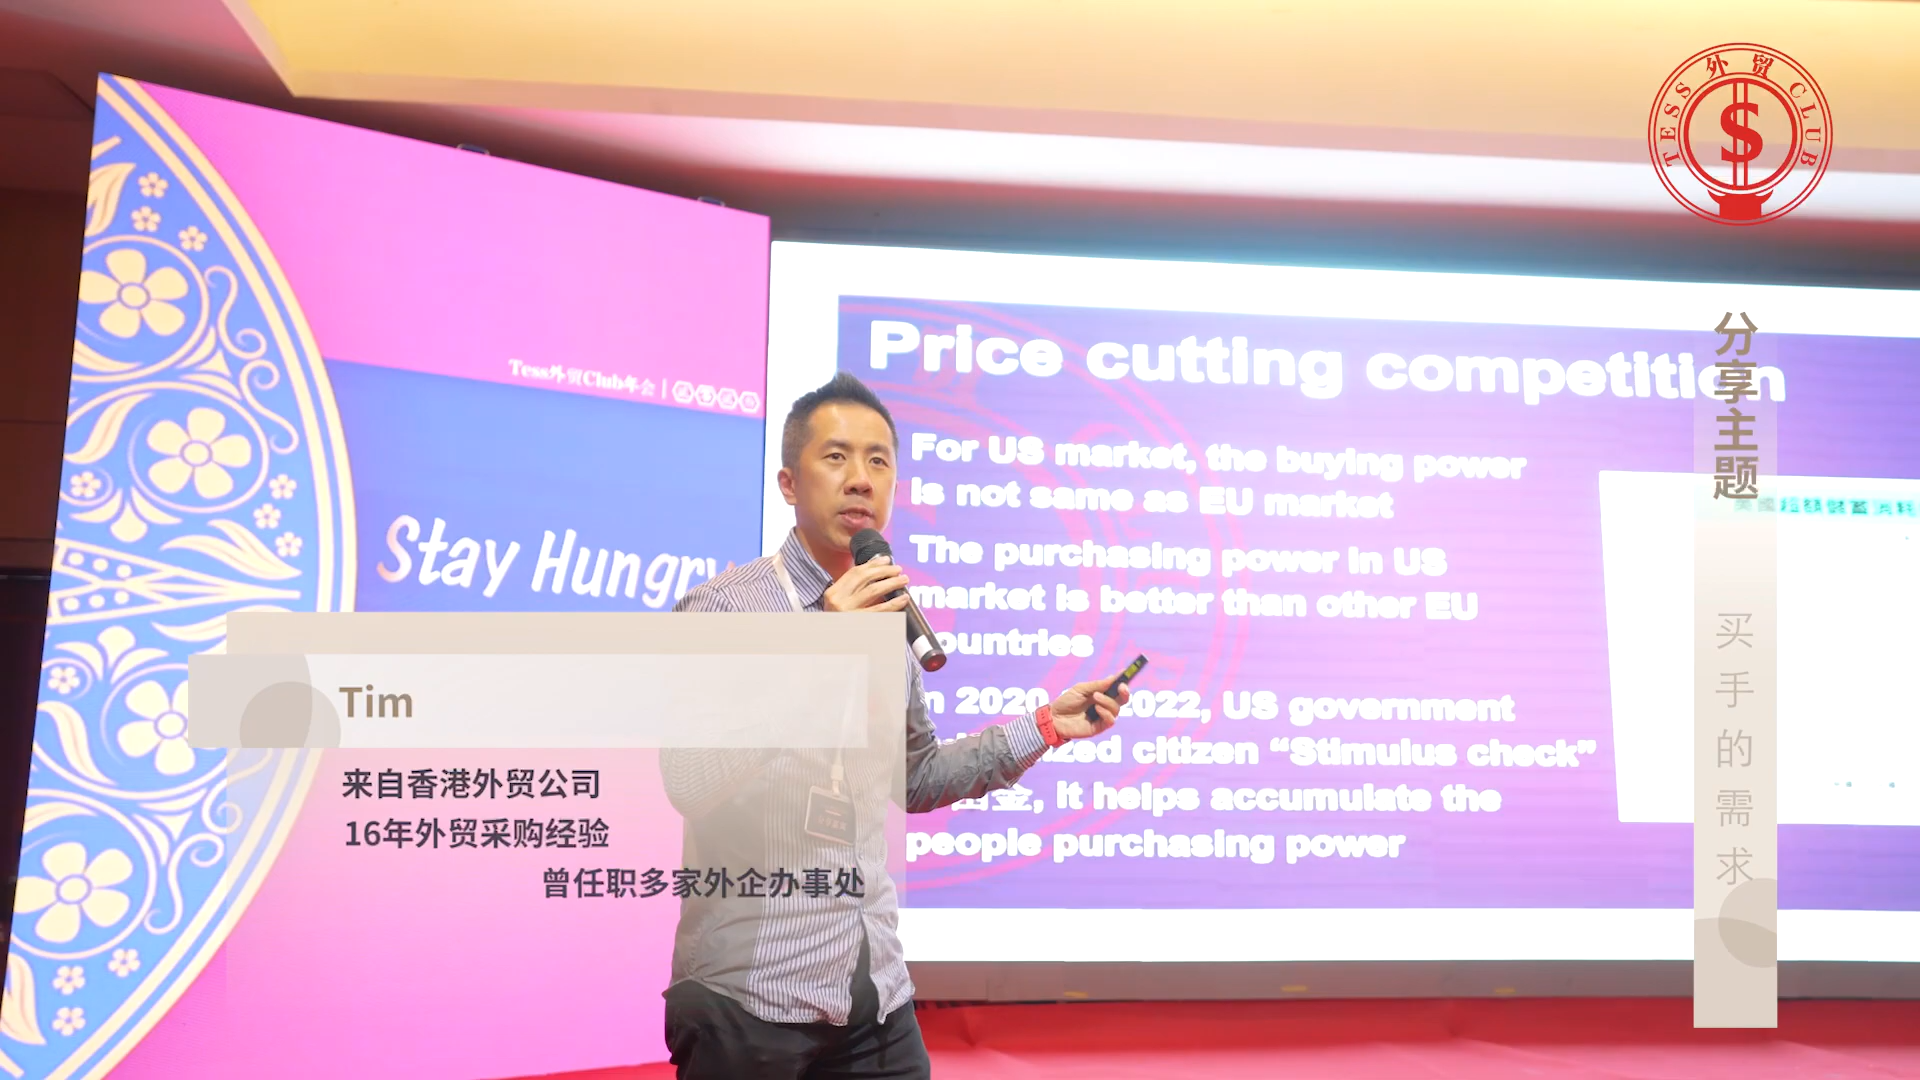 TESS 外贸 CLUB
$
Tess外贸Club年会
Stay Hungry
Price cutting competition
For US market, the buying power
is not same as EU market
The purchasing power in US
market is better than other EU
ountries
2020 2022, US government
zed citizen “Stimulus check”
金, it helps accumulate the
people purchasing power
分享主题
买手的需求
Tim
来自香港外贸公司
16年外贸采购经验
曾任职多家外企办事处